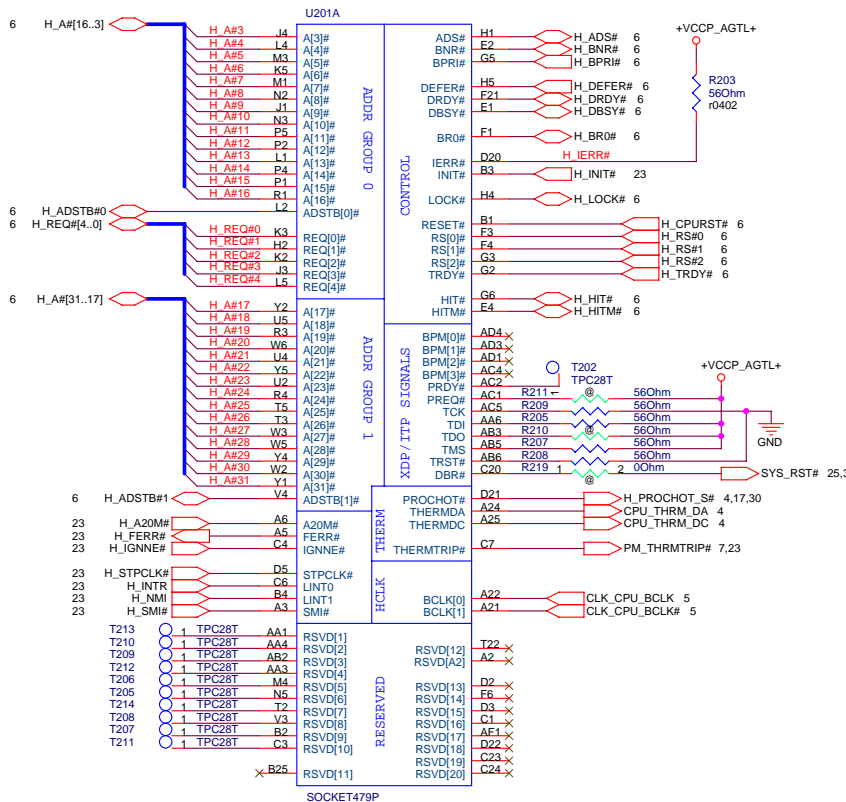 U201A
6 H_A#[16..3]
H_A#3 J4 A[3]# ADS# H1 H_ADS# 6
H_A#4 L4 A[4]# BNR# E2 H_BNR# 6
H_A#5 M3 A[5]# BPRI# G5 H_BPRI# 6
H_A#6 K5 A[6]#
H_A#7 M1 A[7]# DEFER# H5 H_DEFER# 6
H_A#8 N2 A[8]# DRDY# F21 H_DRDY# 6
H_A#9 J1 A[9]# DBSY# E1 H_DBSY# 6
H_A#10 N3 A[10]#
H_A#11 P5 A[11]# BR0# F1 H_BR0# 6
H_A#12 P2 A[12]#
H_A#13 L1 A[13]# IERR# D20 H_IERR#
H_A#14 P4 A[14]# INIT# B3 H_INIT# 23
H_A#15 P1 A[15]#
H_A#16 R1 A[16]# LOCK# H4 H_LOCK# 6
+VCCP_AGTL+
R203
56Ohm
r0402
ADDR GROUP 0
CONTROL
6 H_ADSTB#0 L2 ADSTB[0]#
6 H_REQ#[4..0]
RESET# B1 H_CPURST# 6
H_REQ#0 K3 REQ[0]# RS[0]# F3 H_RS#0 6
H_REQ#1 H2 REQ[1]# RS[1]# F4 H_RS#1 6
H_REQ#2 K2 REQ[2]# RS[2]# G3 H_RS#2 6
H_REQ#3 J3 REQ[3]# TRDY# G2 H_TRDY# 6
H_REQ#4 L5 REQ[4]#
6 H_A#[31..17]
HIT# G6 H_HIT# 6
HITM# E4 H_HITM# 6
H_A#17 Y2 A[17]#
H_A#18 U5 A[18]#
H_A#19 R3 A[19]# BPM[0]# AD4
H_A#20 W6 A[20]# BPM[1]# AD3
H_A#21 U4 A[21]# BPM[2]# AD1
H_A#22 Y5 A[22]# BPM[3]# AC4
H_A#23 U2 A[23]# PRDY# AC2
H_A#24 R4 A[24]# PREQ# AC1 R211 @ 56Ohm
H_A#25 T5 A[25]# TCK AC5 R209 56Ohm
H_A#26 T3 A[26]# TDI AA6 R205 56Ohm
H_A#27 W3 A[27]# TDO AB3 R210 @ 56Ohm
H_A#28 W5 A[28]# TMS AB5 R207 56Ohm
H_A#29 Y4 A[29]# TRST# AB6 R208 56Ohm
H_A#30 W2 A[30]# DBR# C20 R219 1 @ 2 0Ohm SYS_RST# 25,3
H_A#31 Y1 A[31]#
T202
TPC28T
1
+VCCP_AGTL+
GND
ADDR GROUP 1
XDP/ITP SIGNALS
6 H_ADSTB#1 V4 ADSTB[1]#
PROCHOT# D21 H_PROCHOT_S# 4,17,30
THERMDA A24 CPU_THRM_DA 4
THERMDC A25 CPU_THRM_DC 4
THERMTRIP# C7 PM_THRMTRIP# 7,23
THERM
23 H_A20M# A6 A20M#
23 H_FERR# A5 FERR#
23 H_IGNNE# C4 IGNNE#
23 H_STPCLK# D5 STPCLK#
23 H_INTR C6 LINT0
23 H_NMI B4 LINT1
23 H_SMI# A3 SMI#
HCLK
BCLK[0] A22 CLK_CPU_BCLK 5
BCLK[1] A21 CLK_CPU_BCLK# 5
T213 1 TPC28T AA1 RSVD[1]
T210 1 TPC28T AA4 RSVD[2] RSVD[12] T22
T209 1 TPC28T AB2 RSVD[3] RSVD[A2] A2
T212 1 TPC28T AA3 RSVD[4]
T206 1 TPC28T M4 RSVD[5] RSVD[13] D2
T205 1 TPC28T N5 RSVD[6] RSVD[14] F6
T214 1 TPC28T T2 RSVD[7] RSVD[15] D3
T208 1 TPC28T V3 RSVD[8] RSVD[16] C1
T207 1 TPC28T B2 RSVD[9] RSVD[17] AF1
T211 1 TPC28T C3 RSVD[10] RSVD[18] D22
RSVD[19] C23
B25 RSVD[11] RSVD[20] C24
RESERVED
SOCKET479P